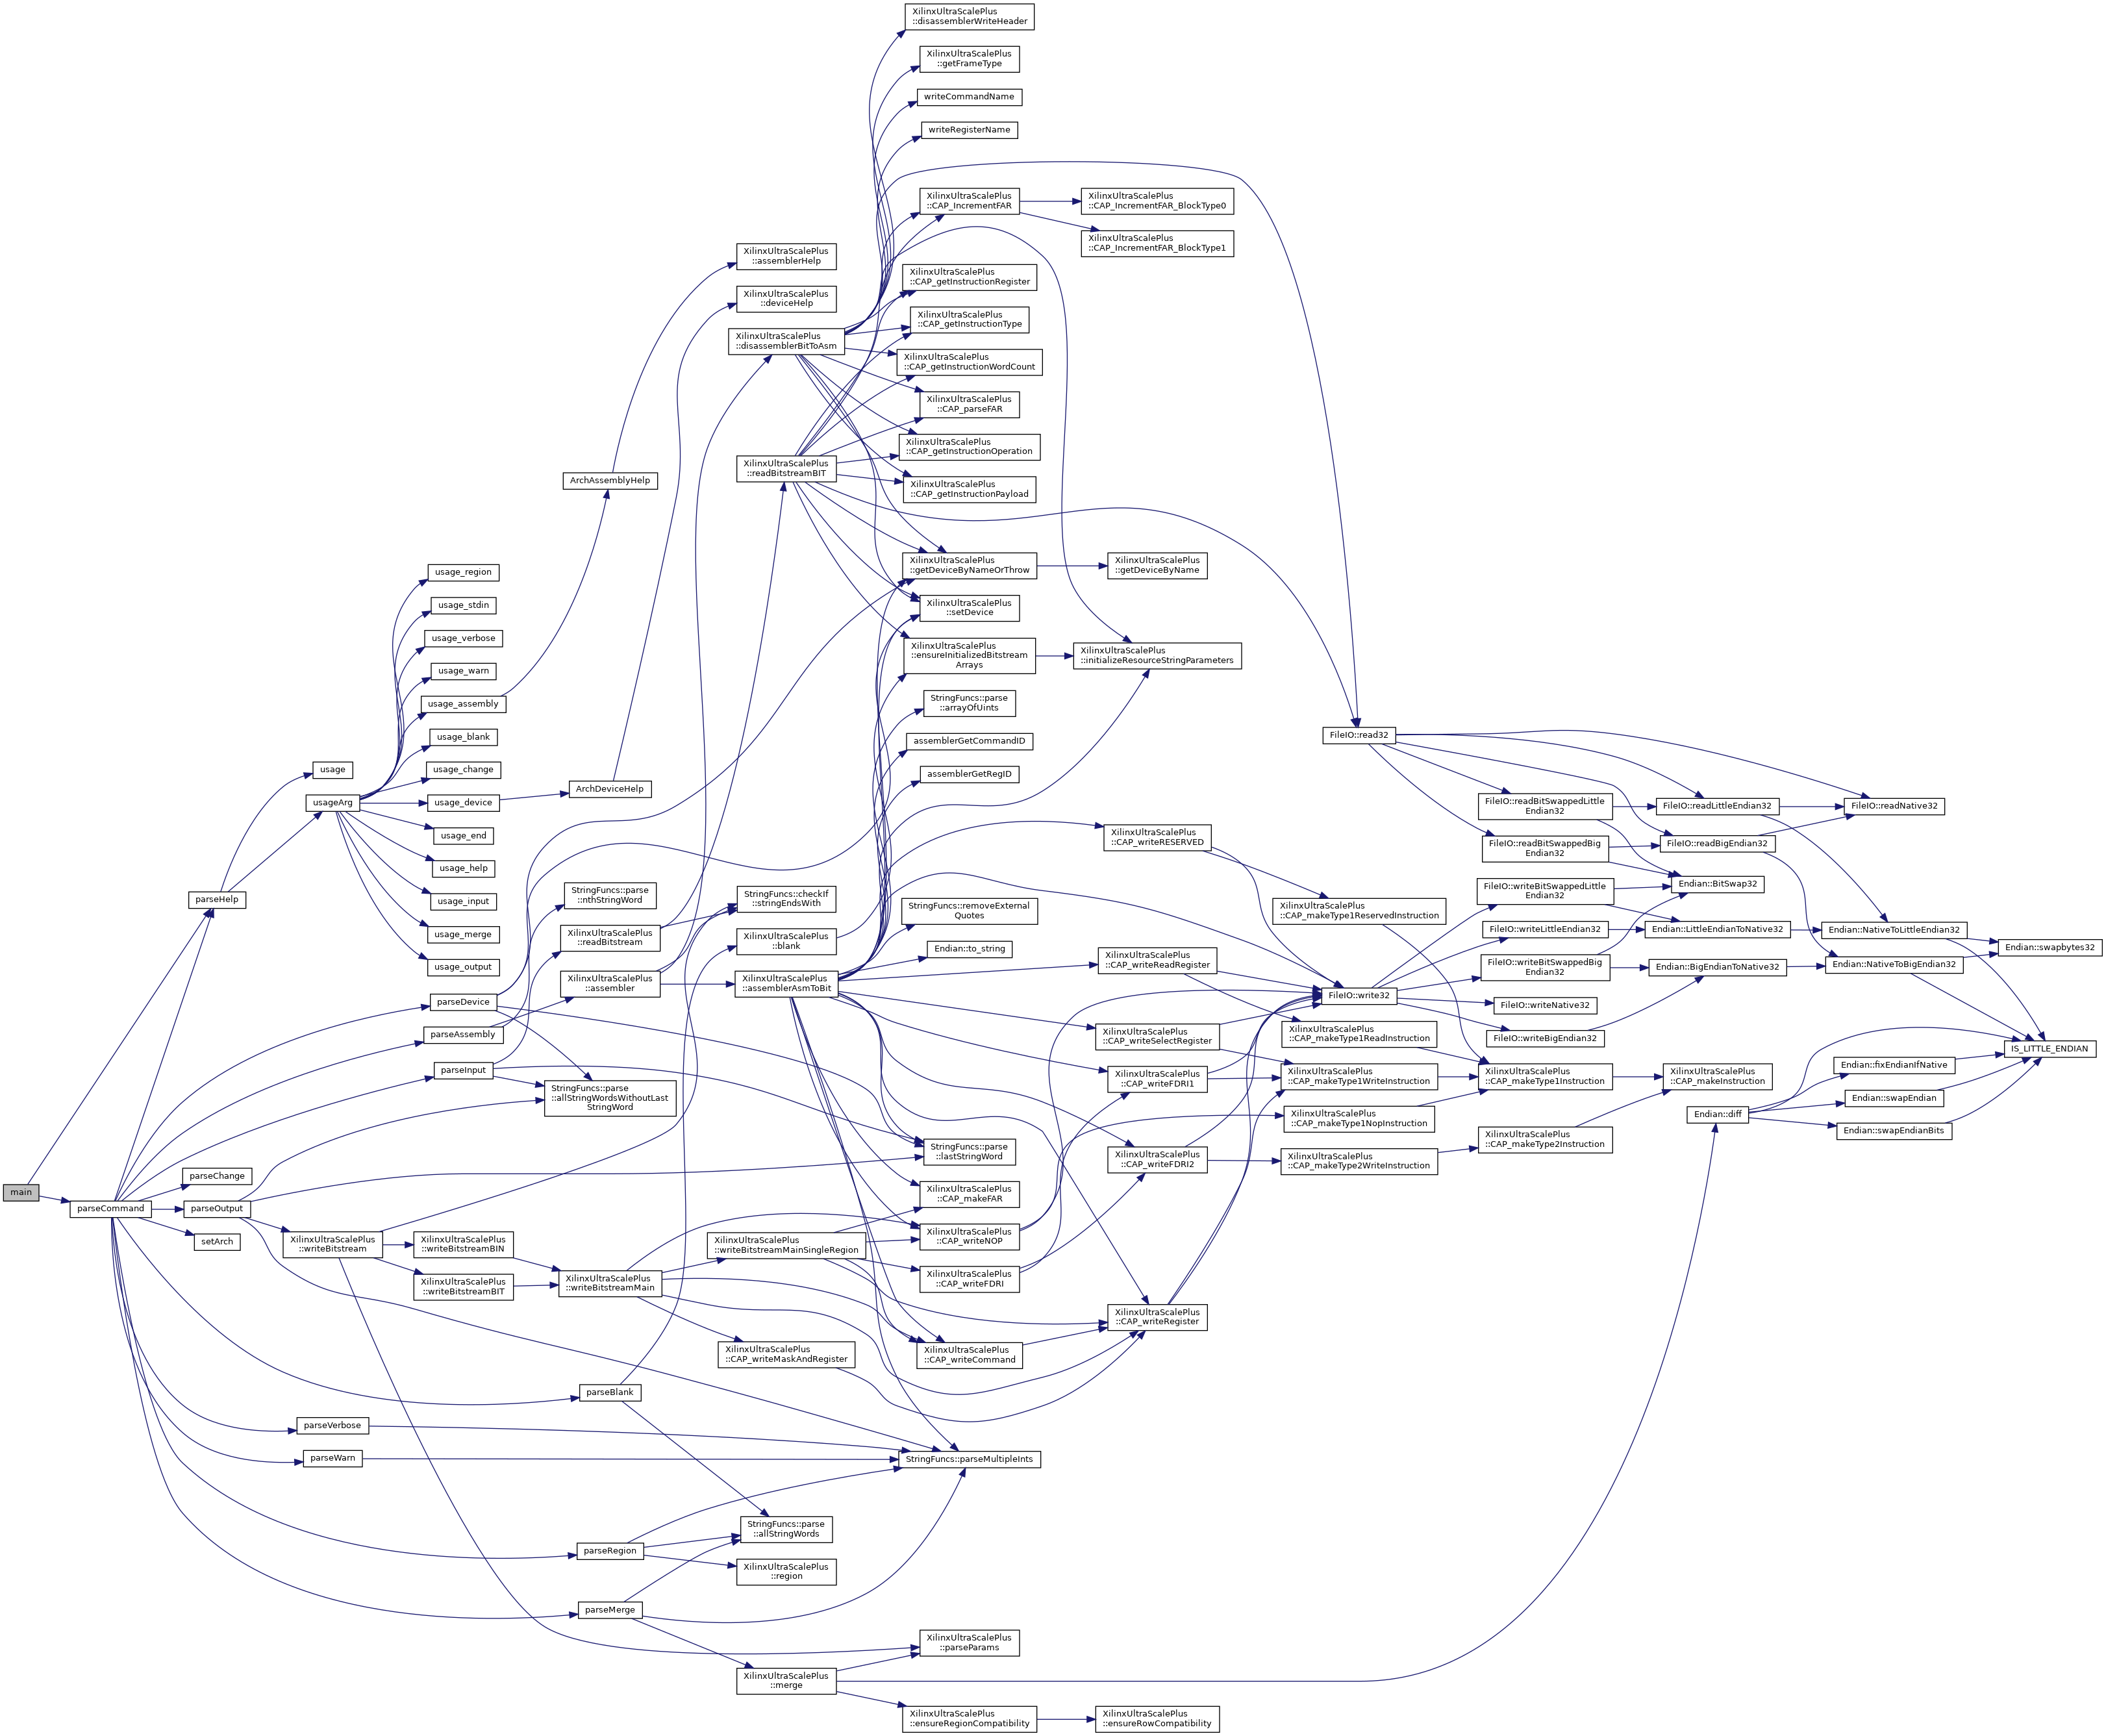 XilinxUltraScalePlus
::disassemblerWriteHeader
XilinxUltraScalePlus
::getFrameType
writeCommandName
writeRegisterName
XilinxUltraScalePlus
::CAP_IncrementFAR
XilinxUltraScalePlus
::CAP_IncrementFAR_BlockType0
XilinxUltraScalePlus
::CAP_IncrementFAR_BlockType1
XilinxUltraScalePlus
::assemblerHelp
XilinxUltraScalePlus
::CAP_getInstructionRegister
XilinxUltraScalePlus
::deviceHelp
XilinxUltraScalePlus
::CAP_getInstructionType
XilinxUltraScalePlus
::disassemblerBitToAsm
XilinxUltraScalePlus
::CAP_getInstructionWordCount
XilinxUltraScalePlus
::CAP_parseFAR
XilinxUltraScalePlus
::CAP_getInstructionOperation
XilinxUltraScalePlus
::readBitstreamBIT
ArchAssemblyHelp
XilinxUltraScalePlus
::CAP_getInstructionPayload
XilinxUltraScalePlus
::getDeviceByNameOrThrow
XilinxUltraScalePlus
::getDeviceByName
usage_region
usage_stdin
XilinxUltraScalePlus
::setDevice
usage_verbose
XilinxUltraScalePlus
::ensureInitializedBitstream
Arrays
XilinxUltraScalePlus
::initializeResourceStringParameters
usage_warn
usage_assembly
StringFuncs::parse
::arrayOfUints
usage_blank
assemblerGetCommandID
FileIO::read32
usage
usage_change
assemblerGetRegID
usageArg
usage_device
ArchDeviceHelp
FileIO::readBitSwappedLittle
Endian32
FileIO::readLittleEndian32
FileIO::readNative32
usage_end
XilinxUltraScalePlus
::CAP_writeRESERVED
FileIO::readBitSwappedBig
Endian32
FileIO::readBigEndian32
usage_help
parseHelp
StringFuncs::parse
::nthStringWord
StringFuncs::checkIf
::stringEndsWith
FileIO::writeBitSwappedLittle
Endian32
Endian::BitSwap32
usage_input
StringFuncs::removeExternal
Quotes
XilinxUltraScalePlus
::CAP_makeType1ReservedInstruction
usage_merge
XilinxUltraScalePlus
::readBitstream
XilinxUltraScalePlus
::blank
Endian::to_string
FileIO::writeLittleEndian32
Endian::LittleEndianToNative32
Endian::NativeToLittleEndian32
Endian::swapbytes32
usage_output
XilinxUltraScalePlus
::CAP_writeReadRegister
FileIO::writeBitSwappedBig
Endian32
Endian::BigEndianToNative32
Endian::NativeToBigEndian32
XilinxUltraScalePlus
::assembler
XilinxUltraScalePlus
::assemblerAsmToBit
FileIO::write32
FileIO::writeNative32
parseDevice
parseAssembly
XilinxUltraScalePlus
::CAP_writeSelectRegister
XilinxUltraScalePlus
::CAP_makeType1ReadInstruction
FileIO::writeBigEndian32
IS_LITTLE_ENDIAN
parseInput
XilinxUltraScalePlus
::CAP_writeFDRI1
XilinxUltraScalePlus
::CAP_makeType1WriteInstruction
XilinxUltraScalePlus
::CAP_makeType1Instruction
XilinxUltraScalePlus
::CAP_makeInstruction
Endian::fixEndianIfNative
StringFuncs::parse
::allStringWordsWithoutLast
StringWord
XilinxUltraScalePlus
::CAP_makeType1NopInstruction
Endian::diff
Endian::swapEndian
Endian::swapEndianBits
StringFuncs::parse
::lastStringWord
XilinxUltraScalePlus
::CAP_writeFDRI2
XilinxUltraScalePlus
::CAP_makeType2WriteInstruction
XilinxUltraScalePlus
::CAP_makeType2Instruction
parseChange
main
parseCommand
parseOutput
XilinxUltraScalePlus
::CAP_makeFAR
setArch
XilinxUltraScalePlus
::writeBitstream
XilinxUltraScalePlus
::writeBitstreamBIN
XilinxUltraScalePlus
::writeBitstreamMainSingleRegion
XilinxUltraScalePlus
::CAP_writeNOP
XilinxUltraScalePlus
::writeBitstreamBIT
XilinxUltraScalePlus
::writeBitstreamMain
XilinxUltraScalePlus
::CAP_writeFDRI
XilinxUltraScalePlus
::CAP_writeRegister
XilinxUltraScalePlus
::CAP_writeMaskAndRegister
XilinxUltraScalePlus
::CAP_writeCommand
parseBlank
parseVerbose
parseWarn
StringFuncs::parseMultipleInts
StringFuncs::parse
::allStringWords
parseRegion
XilinxUltraScalePlus
::region
parseMerge
XilinxUltraScalePlus
::parseParams
XilinxUltraScalePlus
::merge
XilinxUltraScalePlus
::ensureRegionCompatibility
XilinxUltraScalePlus
::ensureRowCompatibility